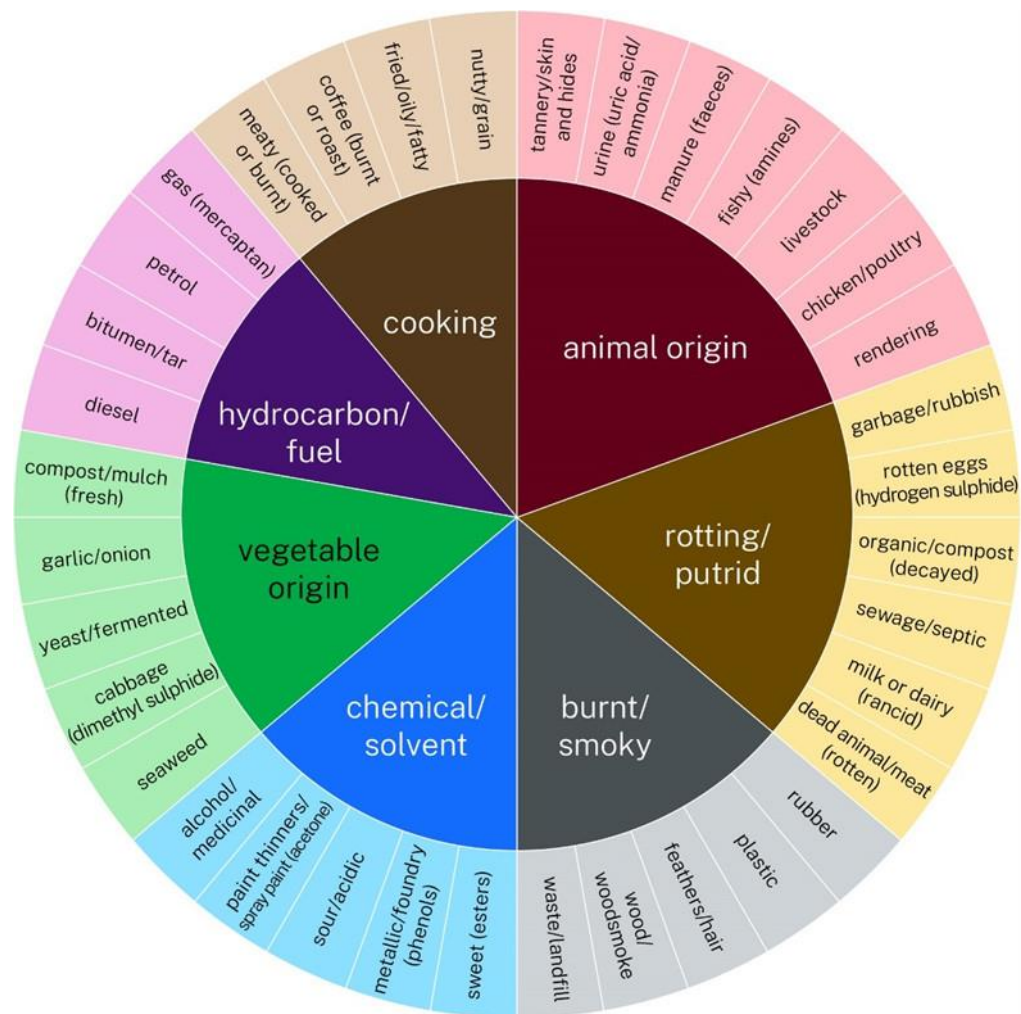 cooking
nutty/grain
fried/oily/fatty
coffee (burnt
or roast)
meaty (cooked
or burnt)
animal origin
tannery/skin
and hides
urine (uric acid/
ammonia)
manure (faeces)
fishy (amines)
livestock
chicken/poultry
rendering
rotting/
putrid
garbage/rubbish
rotten eggs
(hydrogen sulphide)
organic/compost
(decayed)
sewage/septic
milk or dairy
(rancid)
dead animal/meat
(rotten)
burnt/
smoky
rubber
plastic
feathers/hair
wood/
woodsmoke
waste/landfill
chemical/
solvent
sweet (esters)
metallic/foundry
(phenols)
sour/acidic
paint thinners/
spray paint (acetone)
alcohol/
medicinal
vegetable
origin
seaweed
cabbage
(dimethyl sulphide)
yeast/fermented
garlic/onion
compost/mulch
(fresh)
hydrocarbon/
fuel
diesel
bitumen/tar
petrol
gas (mercaptan)